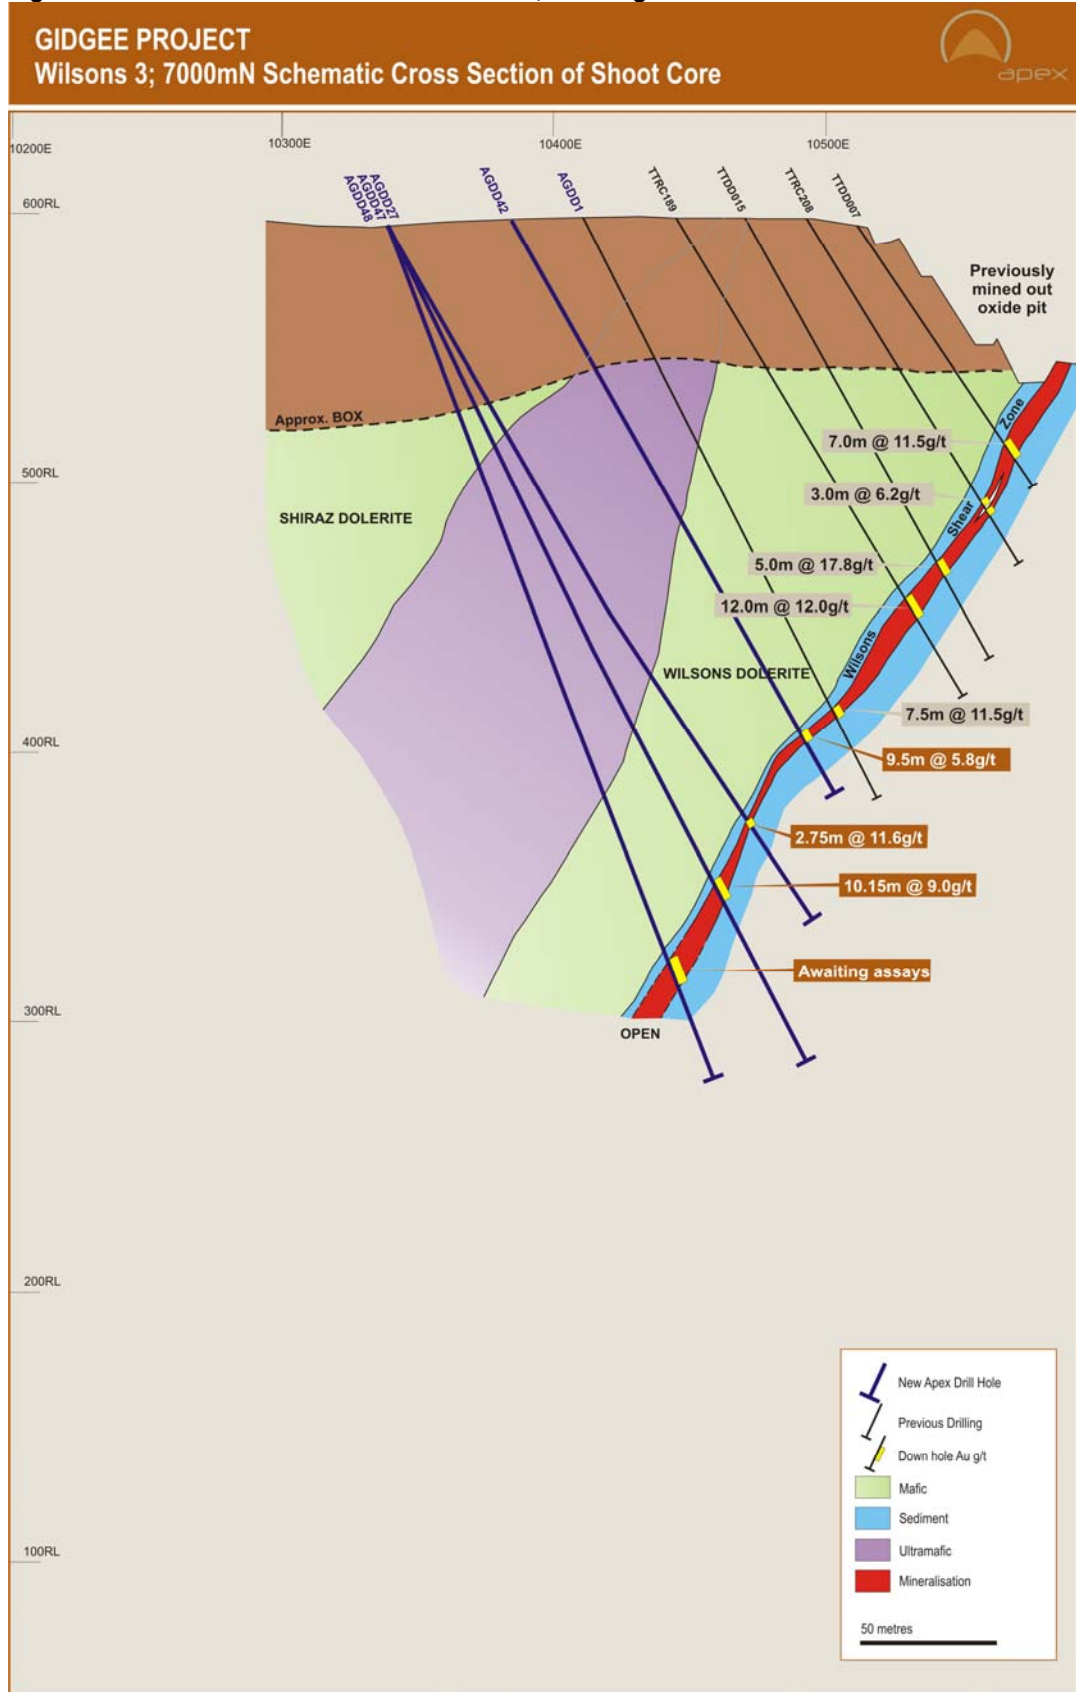 GIDGEE PROJECT
Wilsons 3; 7000mN Schematic Cross Section of Shoot Core
apex
10200E
10300E
10400E
10500E
AGDD48
AGDD47
AGDD27
AGDD42
AGDD1
TTRC189
TTDD015
TTRC208
TTDD007
600RL
Previously
mined out
oxide pit
Approx. BOX
Zone
7.0m @ 11.5g/t
500RL
3.0m @ 6.2g/t
SHIRAZ DOLERITE
Shear
5.0m @ 17.8g/t
12.0m @ 12.0g/t
Wilsons
WILSONS DOLERITE
7.5m @ 11.5g/t
400RL
9.5m @ 5.8g/t
2.75m @ 11.6g/t
10.15m @ 9.0g/t
Awaiting assays
300RL
OPEN
200RL
New Apex Drill Hole
Previous Drilling
Down hole Au g/t
Mafic
Sediment
Ultramafic
Mineralisation
100RL
50 metres